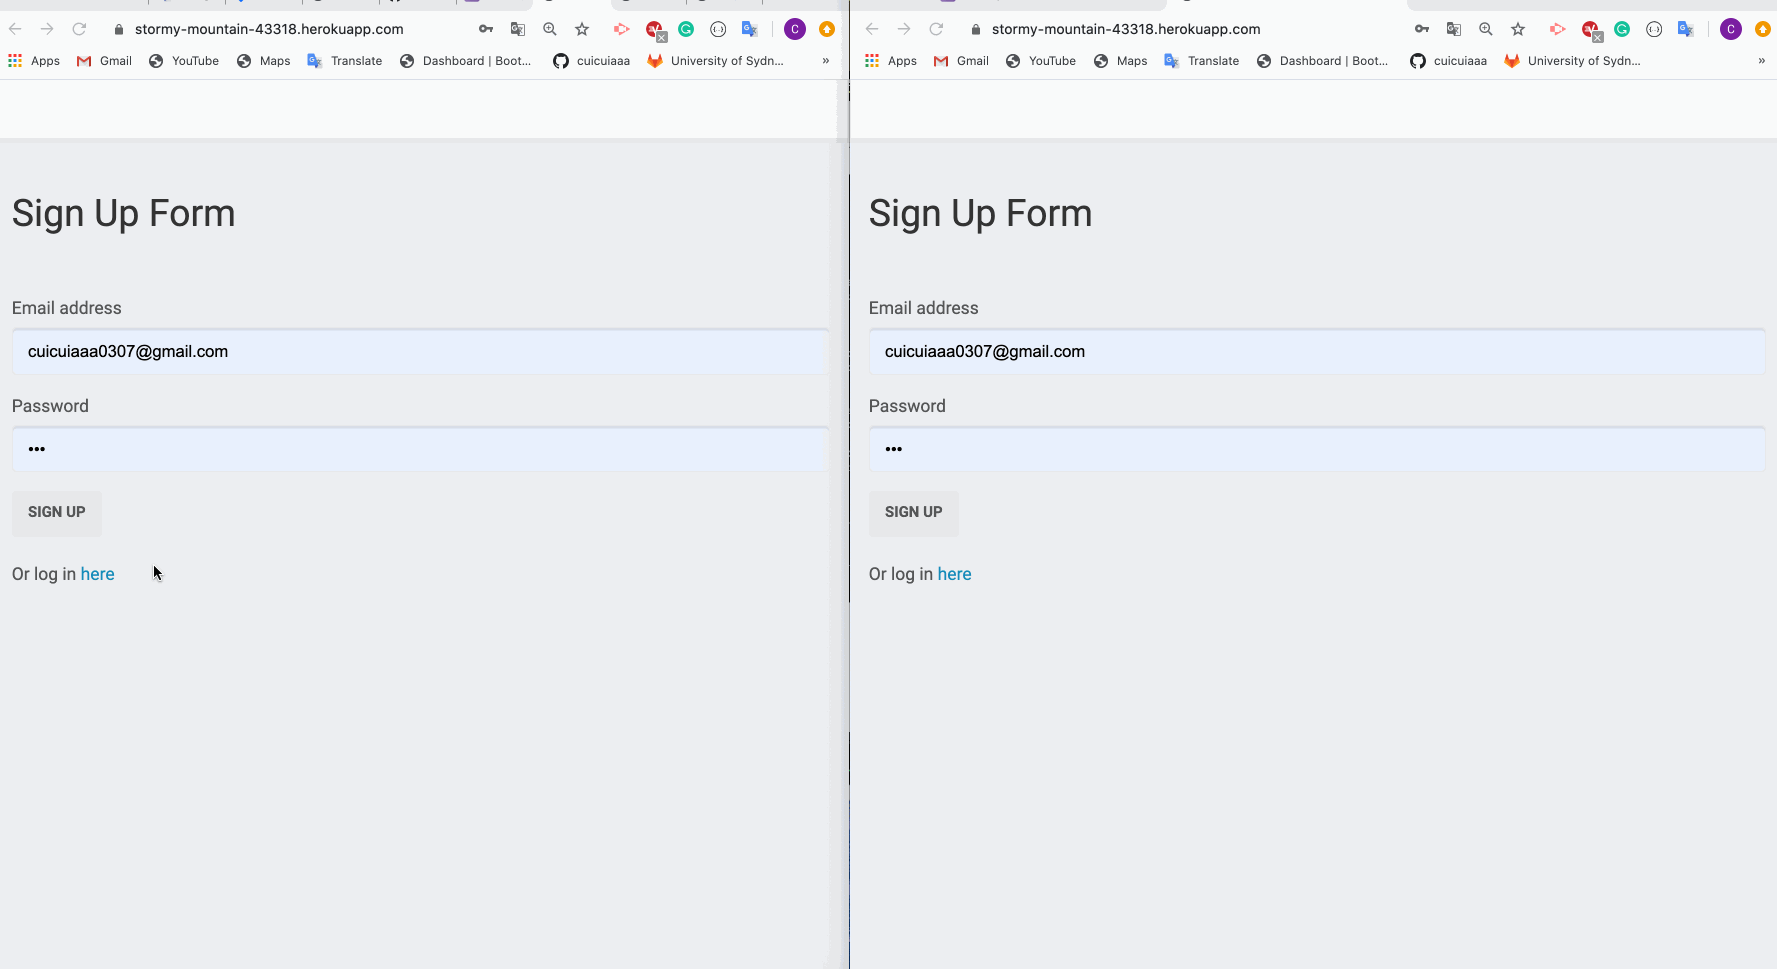 stormy-mountain-43318.herokuapp.com
C
Apps Gmail YouTube Maps Translate Dashboard | Boot... cuicuiaaa University of Sydn... »
Sign Up Form
Email address
cuicuiaaa0307@gmail.com
Password
•••
SIGN UP
Or log in here
stormy-mountain-43318.herokuapp.com
C
Apps Gmail YouTube Maps Translate Dashboard | Boot... cuicuiaaa University of Sydn... »
Sign Up Form
Email address
cuicuiaaa0307@gmail.com
Password
•••
SIGN UP
Or log in here